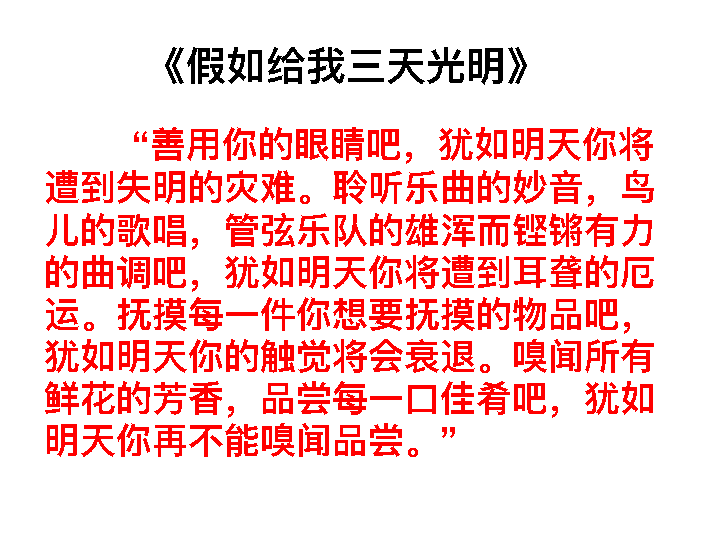 《假如给我三天光明》
“善用你的眼睛吧，犹如明天你将
遭到失明的灾难。聆听乐曲的妙音，鸟
儿的歌唱，管弦乐队的雄浑而铿锵有力
的曲调吧，犹如明天你将遭到耳聋的厄
运。抚摸每一件你想要抚摸的物品吧，
犹如明天你的触觉将会衰退。嗅闻所有
鲜花的芳香，品尝每一口佳肴吧，犹如
明天你再不能嗅闻品尝。”